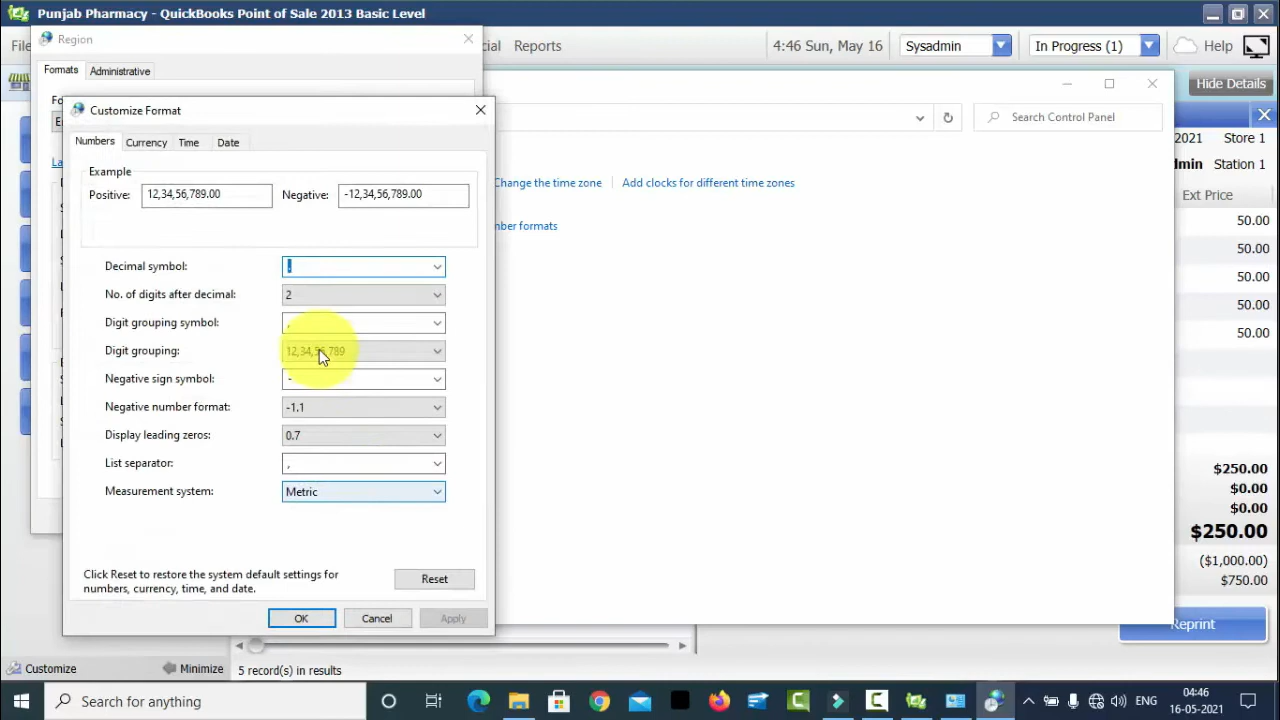 Punjab Pharmacy - QuickBooks Point of Sale 2013 Basic Level
Region
Reports
4:46 Sun, May 16
Sysadmin
In Progress (1)
Help
Formats
Administrative
Hide Details
Customize Format
Search Control Panel
2021 Store 1
Numbers
Currency
Time
Date
Station 1
Example
Positive: 12,34,56,789.00 Negative: -12,34,56,789.00
Change the time zone
Add clocks for different time zones
Ext Price
50.00
50.00
50.00
50.00
50.00
Decimal symbol: .
No. of digits after decimal: 2
Digit grouping symbol: ,
Digit grouping: 12,34,56,789
Negative sign symbol: -
Negative number format: -1.1
Display leading zeros: 0.7
List separator: ,
Measurement system: Metric
$250.00
$0.00
$0.00
$250.00
($1,000.00)
$750.00
Click Reset to restore the system default settings for
numbers, currency, time, and date.
Reset
OK
Cancel
Apply
Reprint
Customize
Minimize
5 record(s) in results
Search for anything
ENG
04:46
16-05-2021